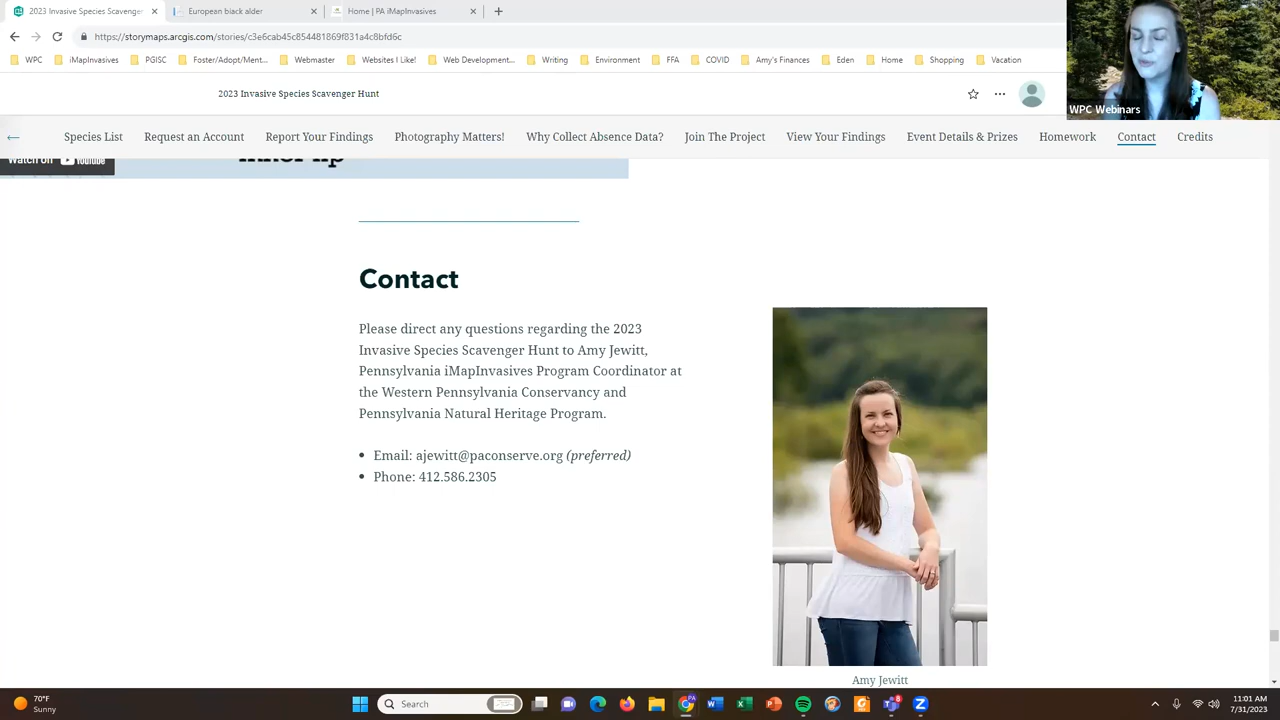 2023 Invasive Species Scavenger
European black alder
Home | PA iMapInvasives
https://storymaps.arcgis.com/stories/c3e6cab45c854481869f831a4c8bfd6c
WPC iMapInvasives PGISC Foster/Adopt/Ment... Webmaster Websites I Like! Web Development... Writing Environment FFA COVID Amy's Finances Eden Home Shopping Vacation
WPC Webinars
2023 Invasive Species Scavenger Hunt
Species List Request an Account Report Your Findings Photography Matters! Why Collect Absence Data? Join The Project View Your Findings Event Details & Prizes Homework Contact Credits
Watch on YouTube
inner lip
Contact
Please direct any questions regarding the 2023
Invasive Species Scavenger Hunt to Amy Jewitt,
Pennsylvania iMapInvasives Program Coordinator at
the Western Pennsylvania Conservancy and
Pennsylvania Natural Heritage Program.
• Email: ajewitt@paconserve.org (preferred)
• Phone: 412.586.2305
Amy Jewitt
70°F
Sunny
Search
PA
8
11:01 AM
7/31/2023